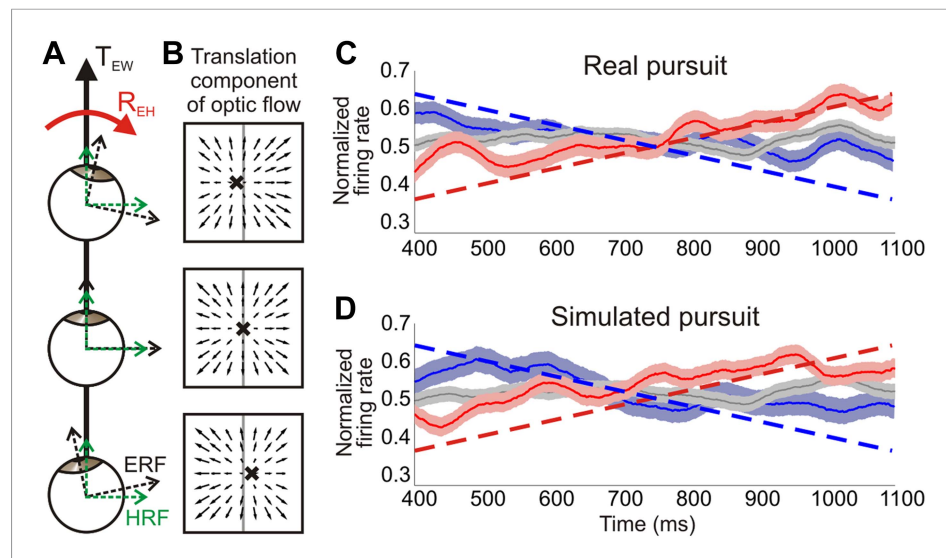 A
T EW
R EH
ERF
HRF
B
Translation
component
of optic flow
C
Real pursuit
Normalized
firing rate
0.7
0.6
0.5
0.4
0.3
400 500 600 700 800 900 1000 1100
D
Simulated pursuit
Normalized
firing rate
0.7
0.6
0.5
0.4
0.3
400 500 600 700 800 900 1000 1100
Time (ms)